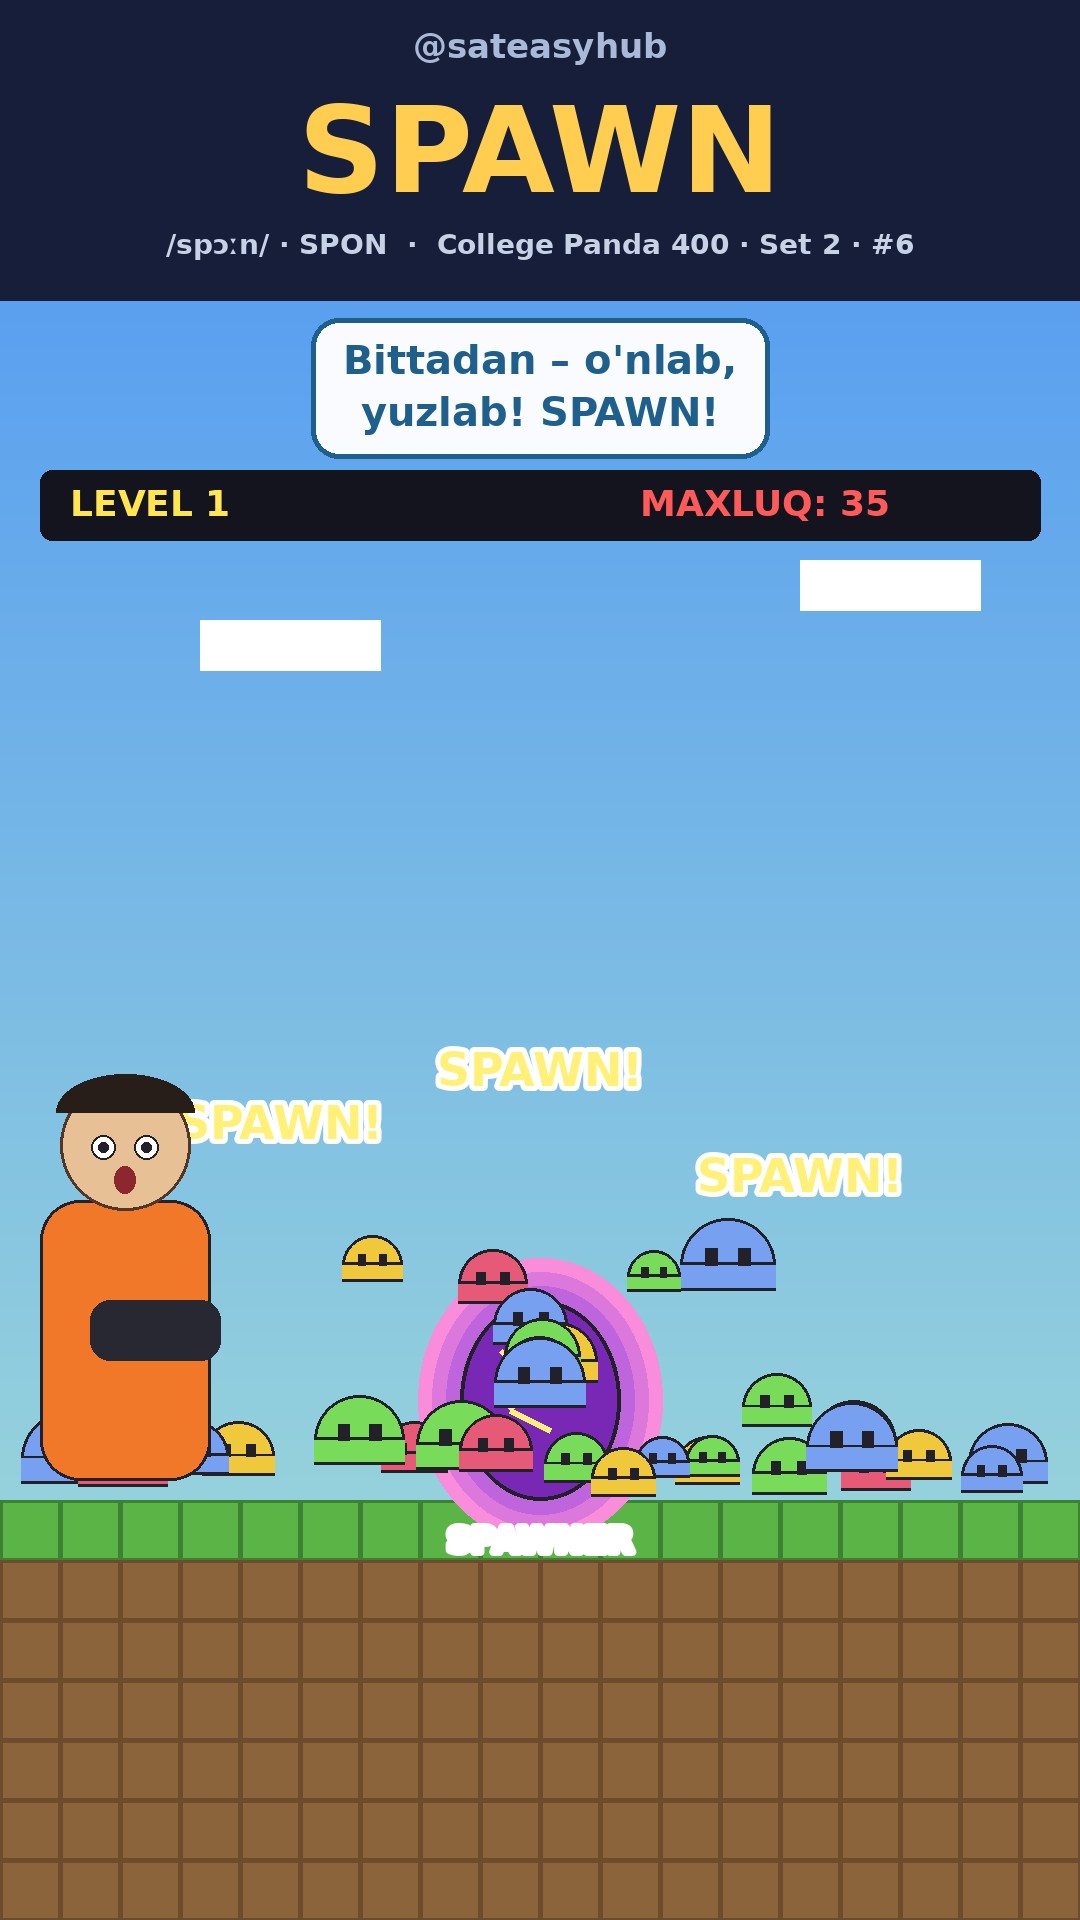 @sateasyhub
SPAWN
/spɔːn/ · SPON · College Panda 400 · Set 2 · #6
Bittadan – o'nlab,
yuzlab! SPAWN!
LEVEL 1 MAXLUQ: 35
SPAWN!
SPAWN!
SPAWN!